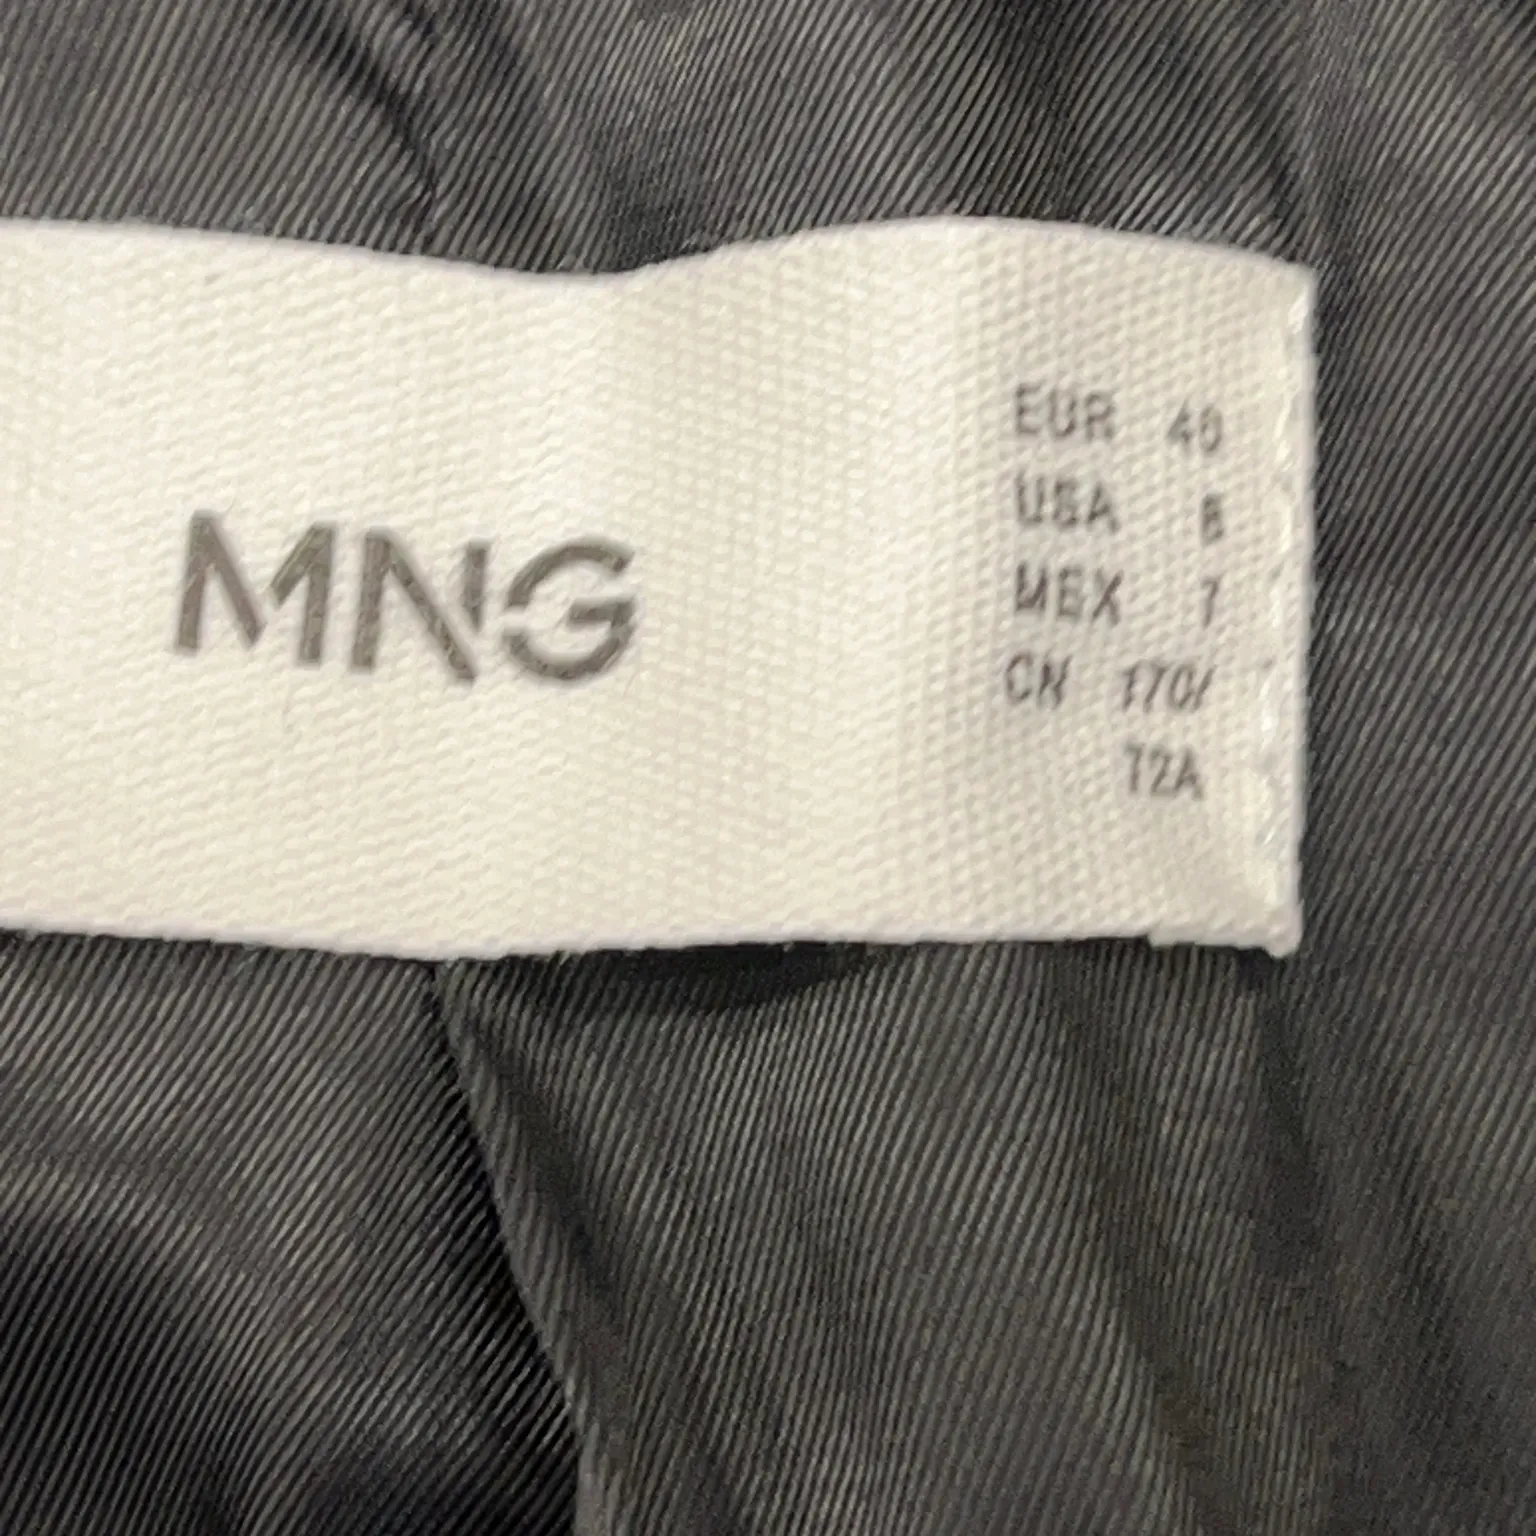 MNG
EUR 40
USA 8
MEX 7
CN 170/
72A